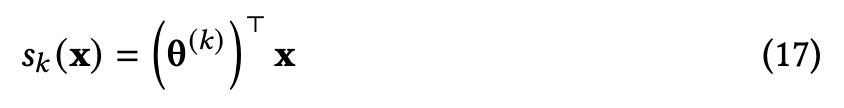 s_k(𝐱) = (𝛉^(k))^⊤ 𝐱 (17)